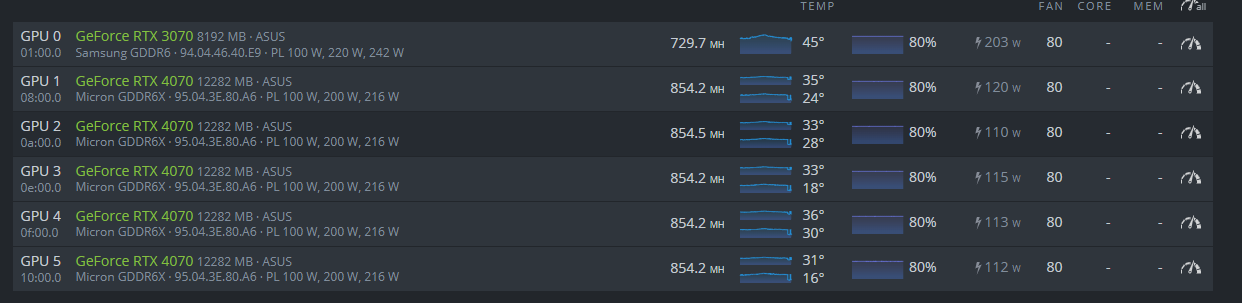 TEMP FAN CORE MEM all
GPU 0 GeForce RTX 3070 8192 MB · ASUS
01:00.0 Samsung GDDR6 · 94.04.46.40.E9 · PL 100 W, 220 W, 242 W
729.7 MH 45° 80% 203 W 80 - -
GPU 1 GeForce RTX 4070 12282 MB · ASUS
08:00.0 Micron GDDR6X · 95.04.3E.80.A6 · PL 100 W, 200 W, 216 W
854.2 MH 35° 80% 120 W 80 - -
24°
GPU 2 GeForce RTX 4070 12282 MB · ASUS
0a:00.0 Micron GDDR6X · 95.04.3E.80.A6 · PL 100 W, 200 W, 216 W
854.5 MH 33° 80% 110 W 80 - -
28°
GPU 3 GeForce RTX 4070 12282 MB · ASUS
0e:00.0 Micron GDDR6X · 95.04.3E.80.A6 · PL 100 W, 200 W, 216 W
854.2 MH 33° 80% 115 W 80 - -
18°
GPU 4 GeForce RTX 4070 12282 MB · ASUS
0f:00.0 Micron GDDR6X · 95.04.3E.80.A6 · PL 100 W, 200 W, 216 W
854.2 MH 36° 80% 113 W 80 - -
30°
GPU 5 GeForce RTX 4070 12282 MB · ASUS
10:00.0 Micron GDDR6X · 95.04.3E.80.A6 · PL 100 W, 200 W, 216 W
854.2 MH 31° 80% 112 W 80 - -
16°